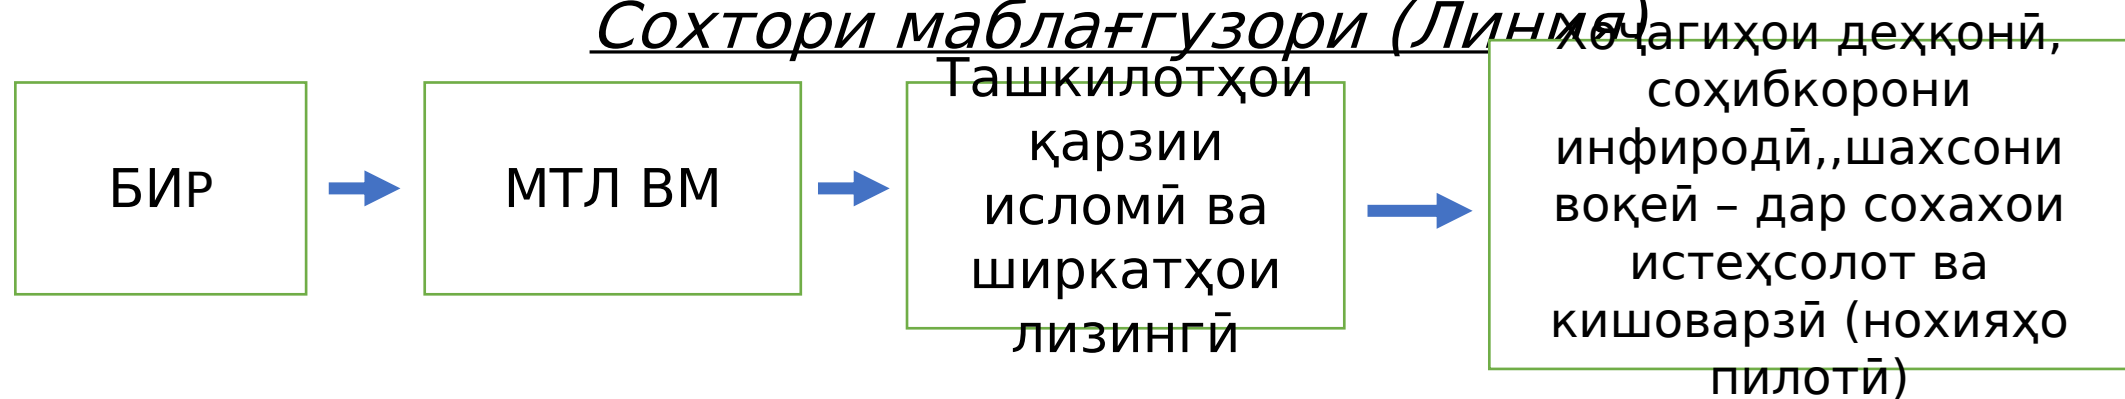 Сохтори маблағгузори (Линия)
БИР
МТЛ ВМ
Ташкилотҳои
қарзии
исломӣ ва
ширкатҳои
лизингӣ
Хоҷагиҳои деҳқонӣ,
соҳибкорони
инфиродӣ,,шахсони
воқеӣ – дар сохахои
истеҳсолот ва
кишоварзӣ (нохияҳо
пилотӣ)